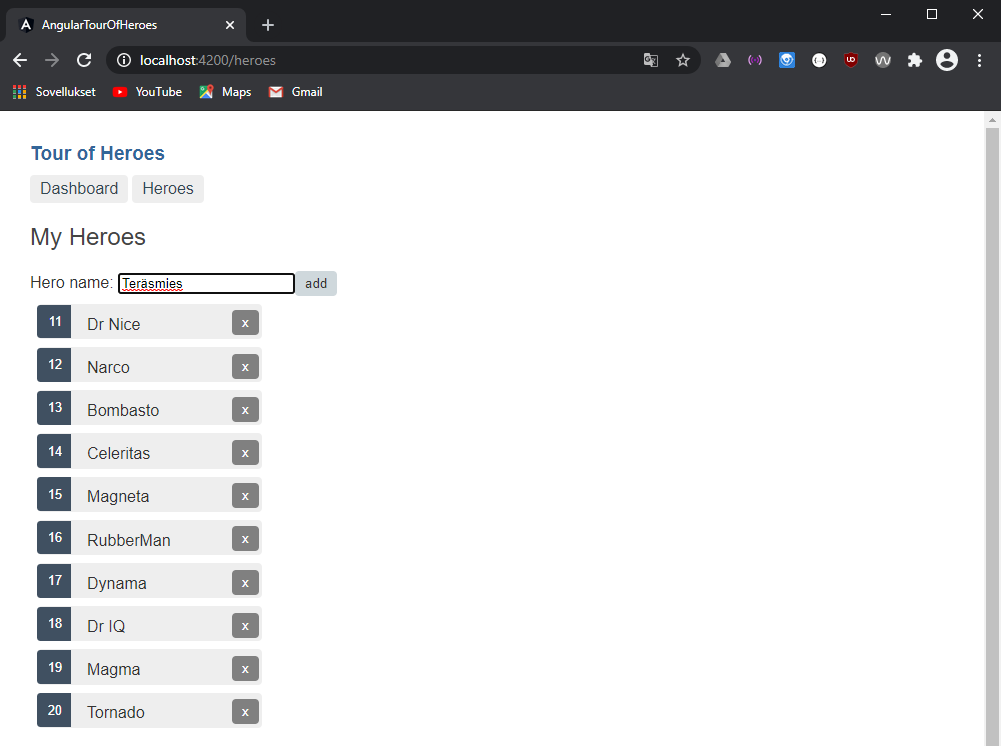 AngularTourOfHeroes
localhost:4200/heroes
Sovellukset YouTube Maps Gmail
Tour of Heroes
Dashboard Heroes
My Heroes
Hero name: Teräsmies add
11 Dr Nice x
12 Narco x
13 Bombasto x
14 Celeritas x
15 Magneta x
16 RubberMan x
17 Dynama x
18 Dr IQ x
19 Magma x
20 Tornado x